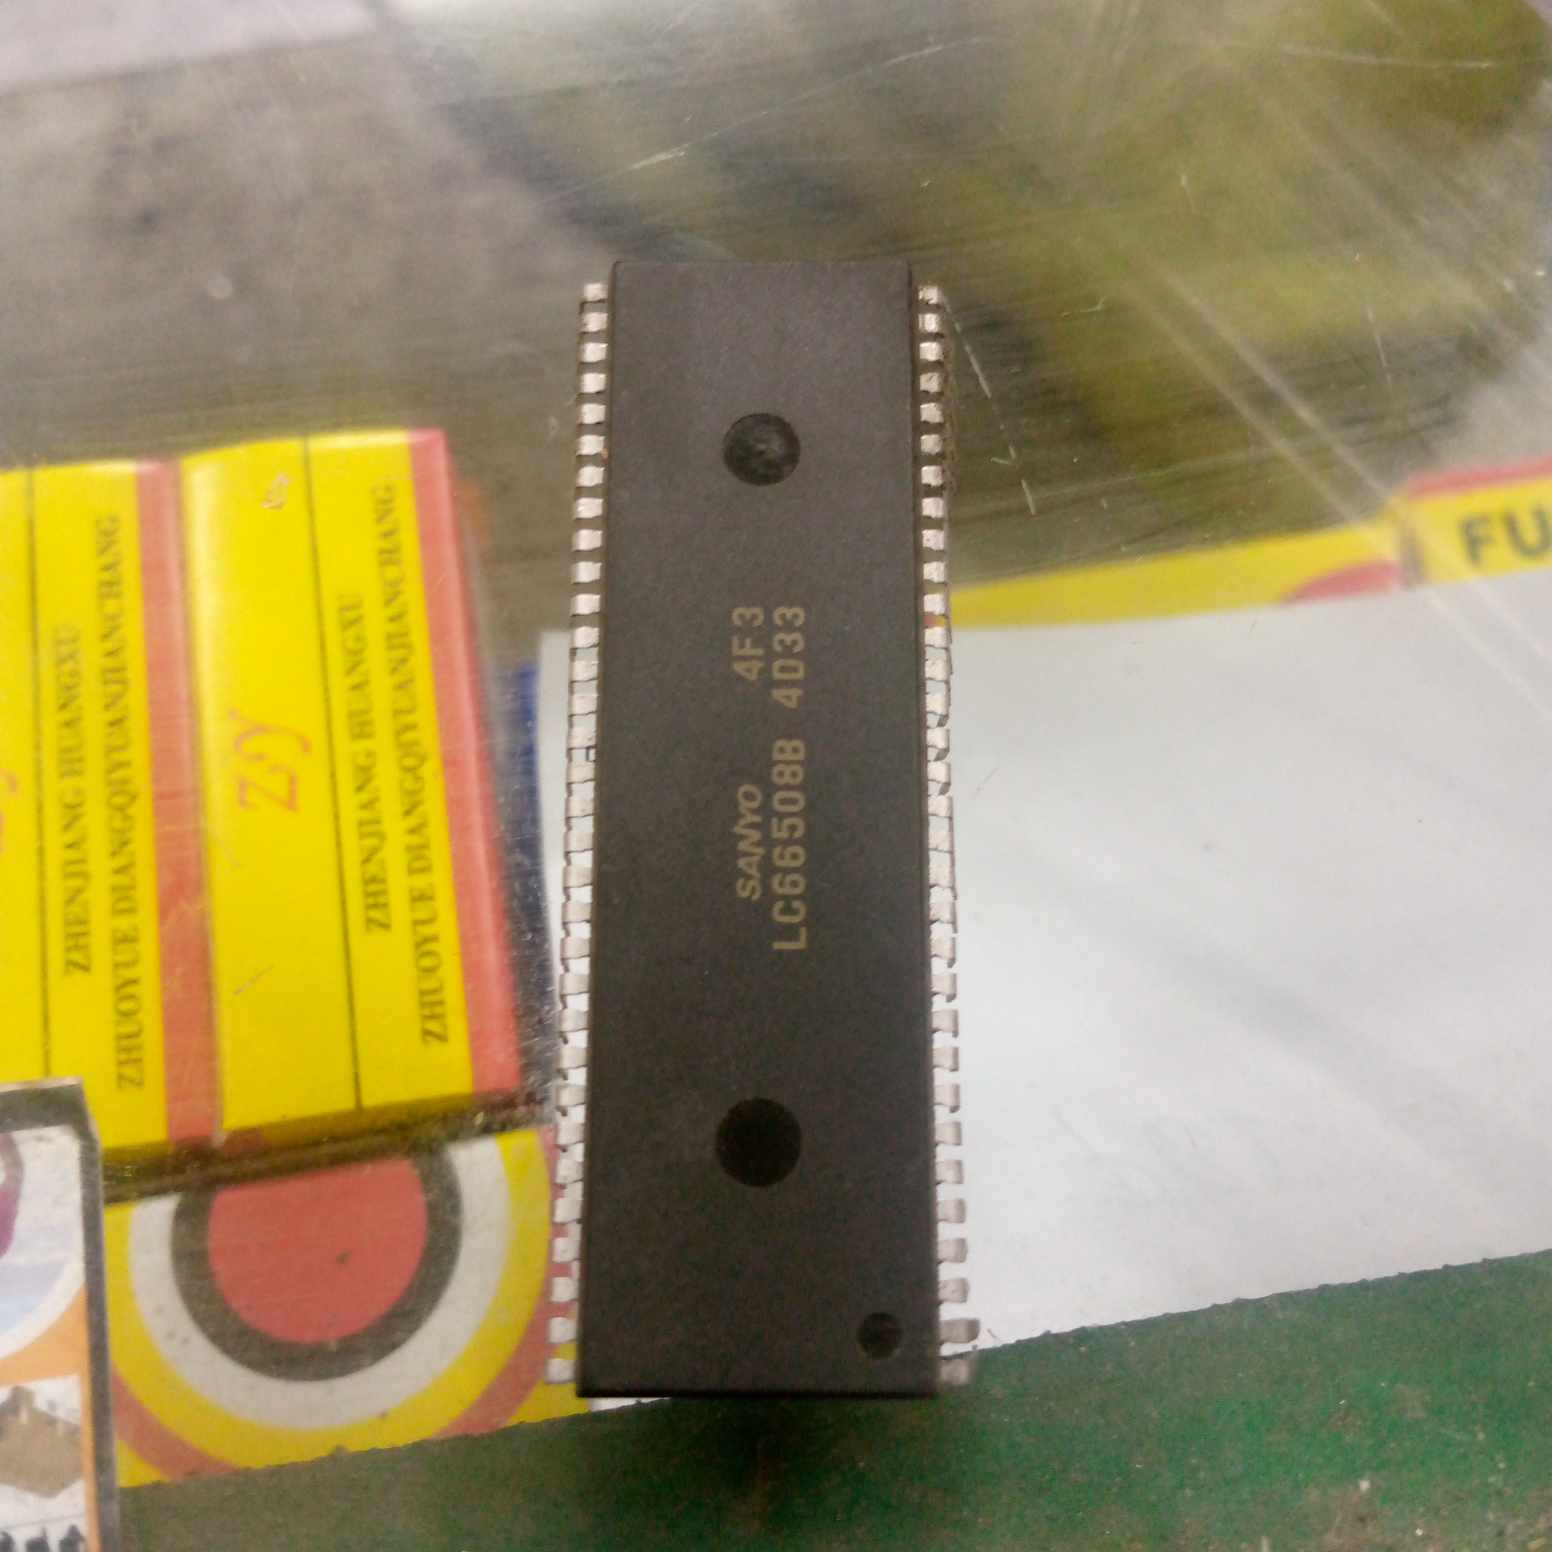 SANYO 4F3
LC66508B 4D33
ZHENJIANG HUANGXU
ZHUOYUE DIANGQIYUANJIANCHANG
ZY
ZHENJIANG HUANGXU
ZHUOYUE DIANGQIYUANJIANCHANG
FU